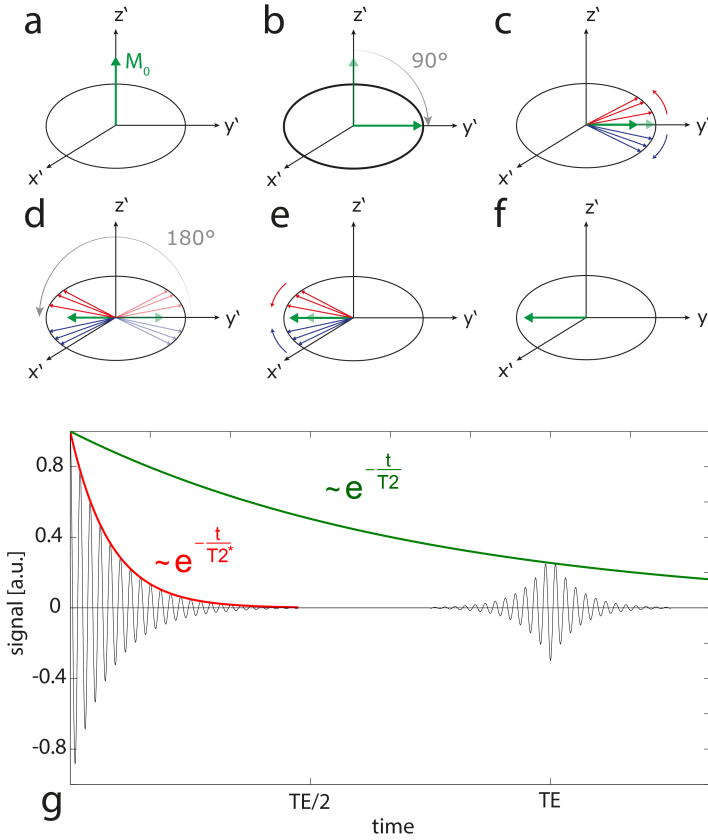 a
z'
M₀
y'
x'
b
z'
90°
y'
x'
c
z'
y'
x'
d
z'
180°
y'
x'
e
z'
y'
x'
f
z'
y
x'
0.8
0.4
0
-0.4
-0.8
signal [a.u.]
~e^(-t/T2)
~e^(-t/T2*)
TE/2
TE
time
g